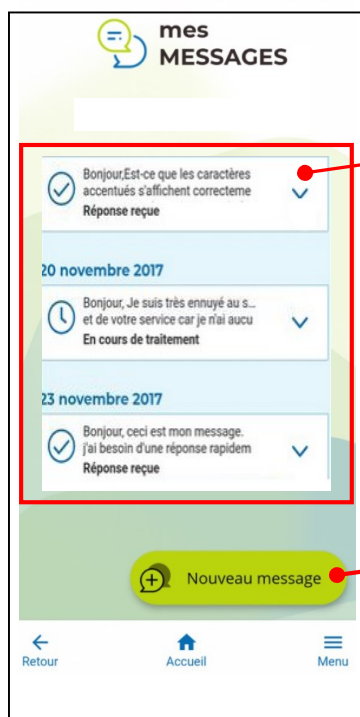 mes
MESSAGES
Bonjour,Est-ce que les caractères
accentués s'affichent correcteme
Réponse reçue
20 novembre 2017
Bonjour, Je suis très ennuyé au s...
et de votre service car je n'ai aucu
En cours de traitement
23 novembre 2017
Bonjour, ceci est mon message.
j'ai besoin d'une réponse rapidem
Réponse reçue
Nouveau message
Retour
Accueil
Menu